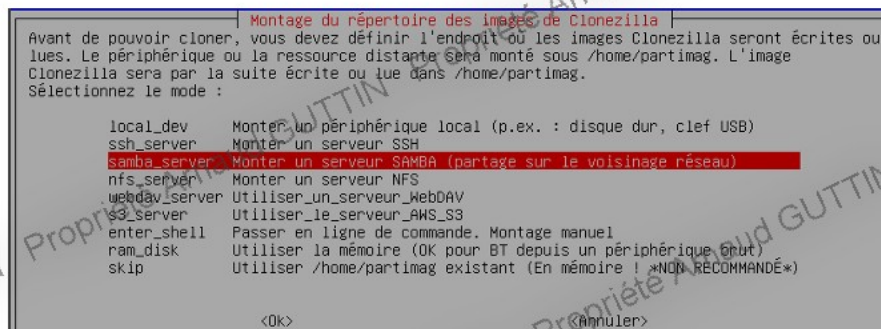 Montage du répertoire des images de Clonezilla
Avant de pouvoir cloner, vous devez définir l'endroit où les images Clonezilla seront écrites ou
lues. Le périphérique ou la ressource distante sera monté sous /home/partimag. L'image
Clonezilla sera par la suite écrite ou lue dans /home/partimag.
Sélectionnez le mode :
local_dev Monter un périphérique local (p.ex. : disque dur, clef USB)
ssh_server Monter un serveur SSH
samba_server Monter un serveur SAMBA (partage sur le voisinage réseau)
nfs_server Monter un serveur NFS
webdav_server Utiliser_un_serveur_WebDAV
s3_server Utiliser_le_serveur_AWS_S3
enter_shell Passer en ligne de commande. Montage manuel
ram_disk Utiliser la mémoire (OK pour BT depuis un périphérique brut)
skip Utiliser /home/partimag existant (En mémoire ! *NON RECOMMANDÉ*)
<Ok> <Annuler>
Propriété Arnaud GUTTIN
Propriété
Propriété Arnaud GUTTIN